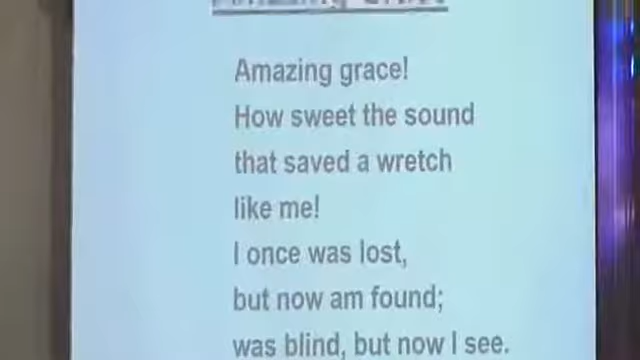 Amazing grace!
How sweet the sound
that saved a wretch
like me!
I once was lost,
but now am found;
was blind, but now I see.